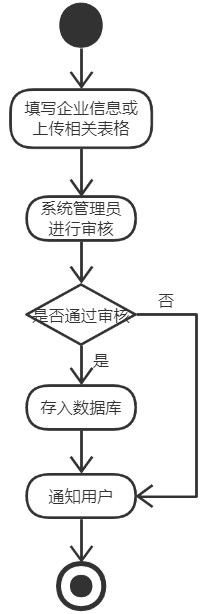 填写企业信息或
上传相关表格
系统管理员
进行审核
是否通过审核
否
是
存入数据库
通知用户